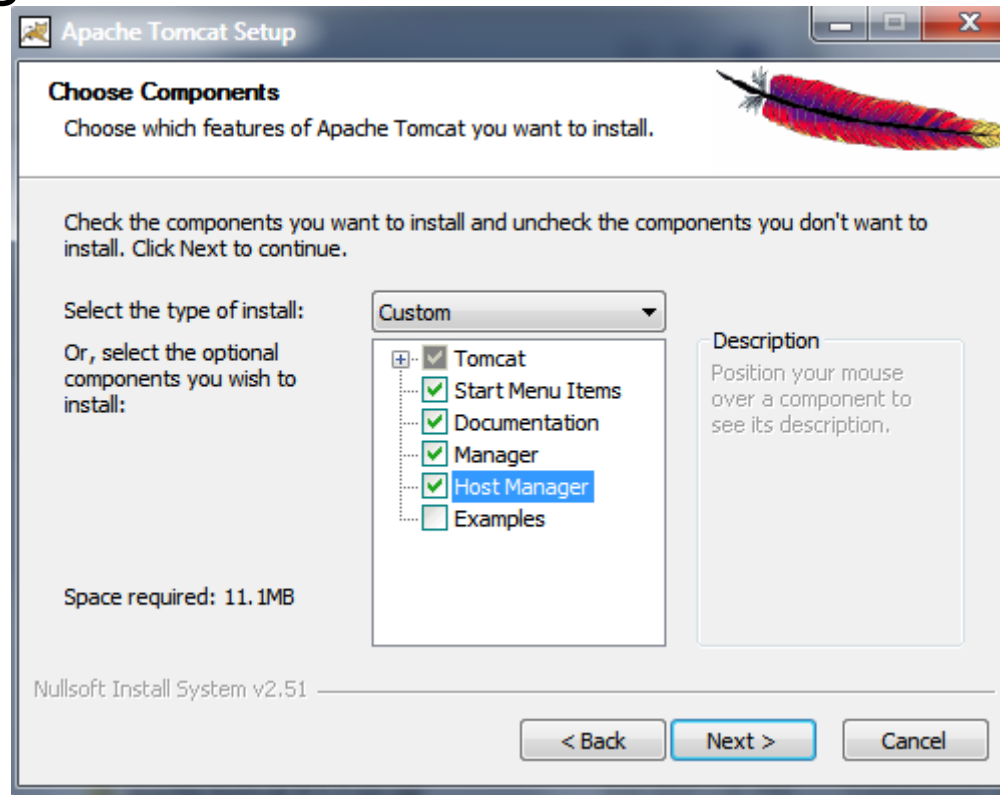 Apache Tomcat Setup
Choose Components
Choose which features of Apache Tomcat you want to install.
Check the components you want to install and uncheck the components you don't want to
install. Click Next to continue.
Select the type of install:
Custom
Or, select the optional
components you wish to
install:
Tomcat
Start Menu Items
Documentation
Manager
Host Manager
Examples
Description
Position your mouse
over a component to
see its description.
Space required: 11.1MB
Nullsoft Install System v2.51
< Back
Next >
Cancel